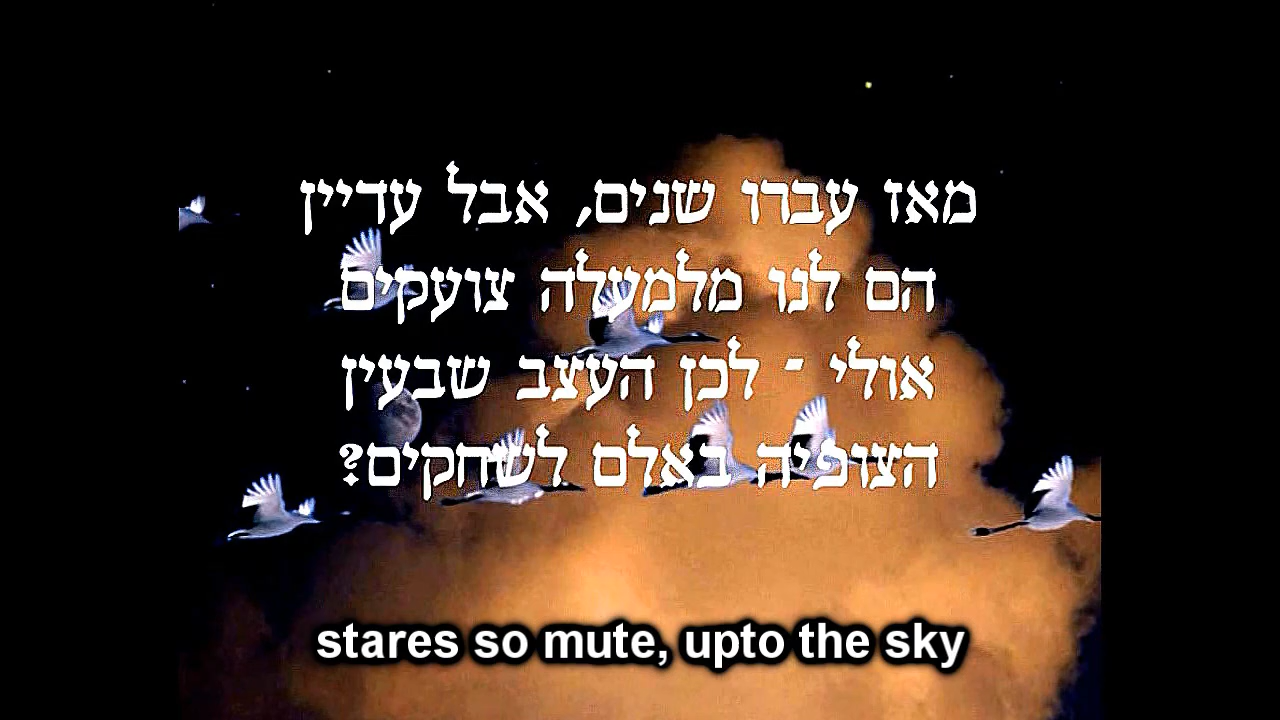 מאז עברו שנים, אבל עדיין
הם לנו מלמעלה צועקים
אולי - לכן העצב שבעין
הצופיה באלם לשחקים?
stares so mute, upto the sky